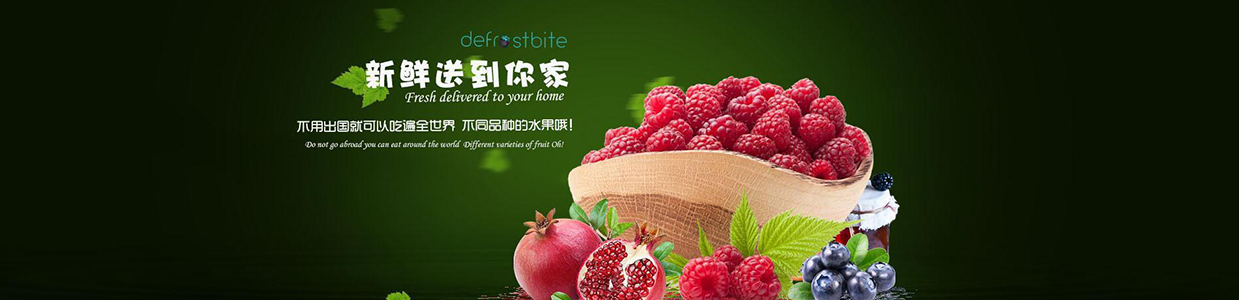 defrostbite
新鲜送到你家
Fresh delivered to your home
不用出国就可以吃遍全世界 不同品种的水果哦!
Do not go abroad you can eat around the world Different varieties of fruit Oh!